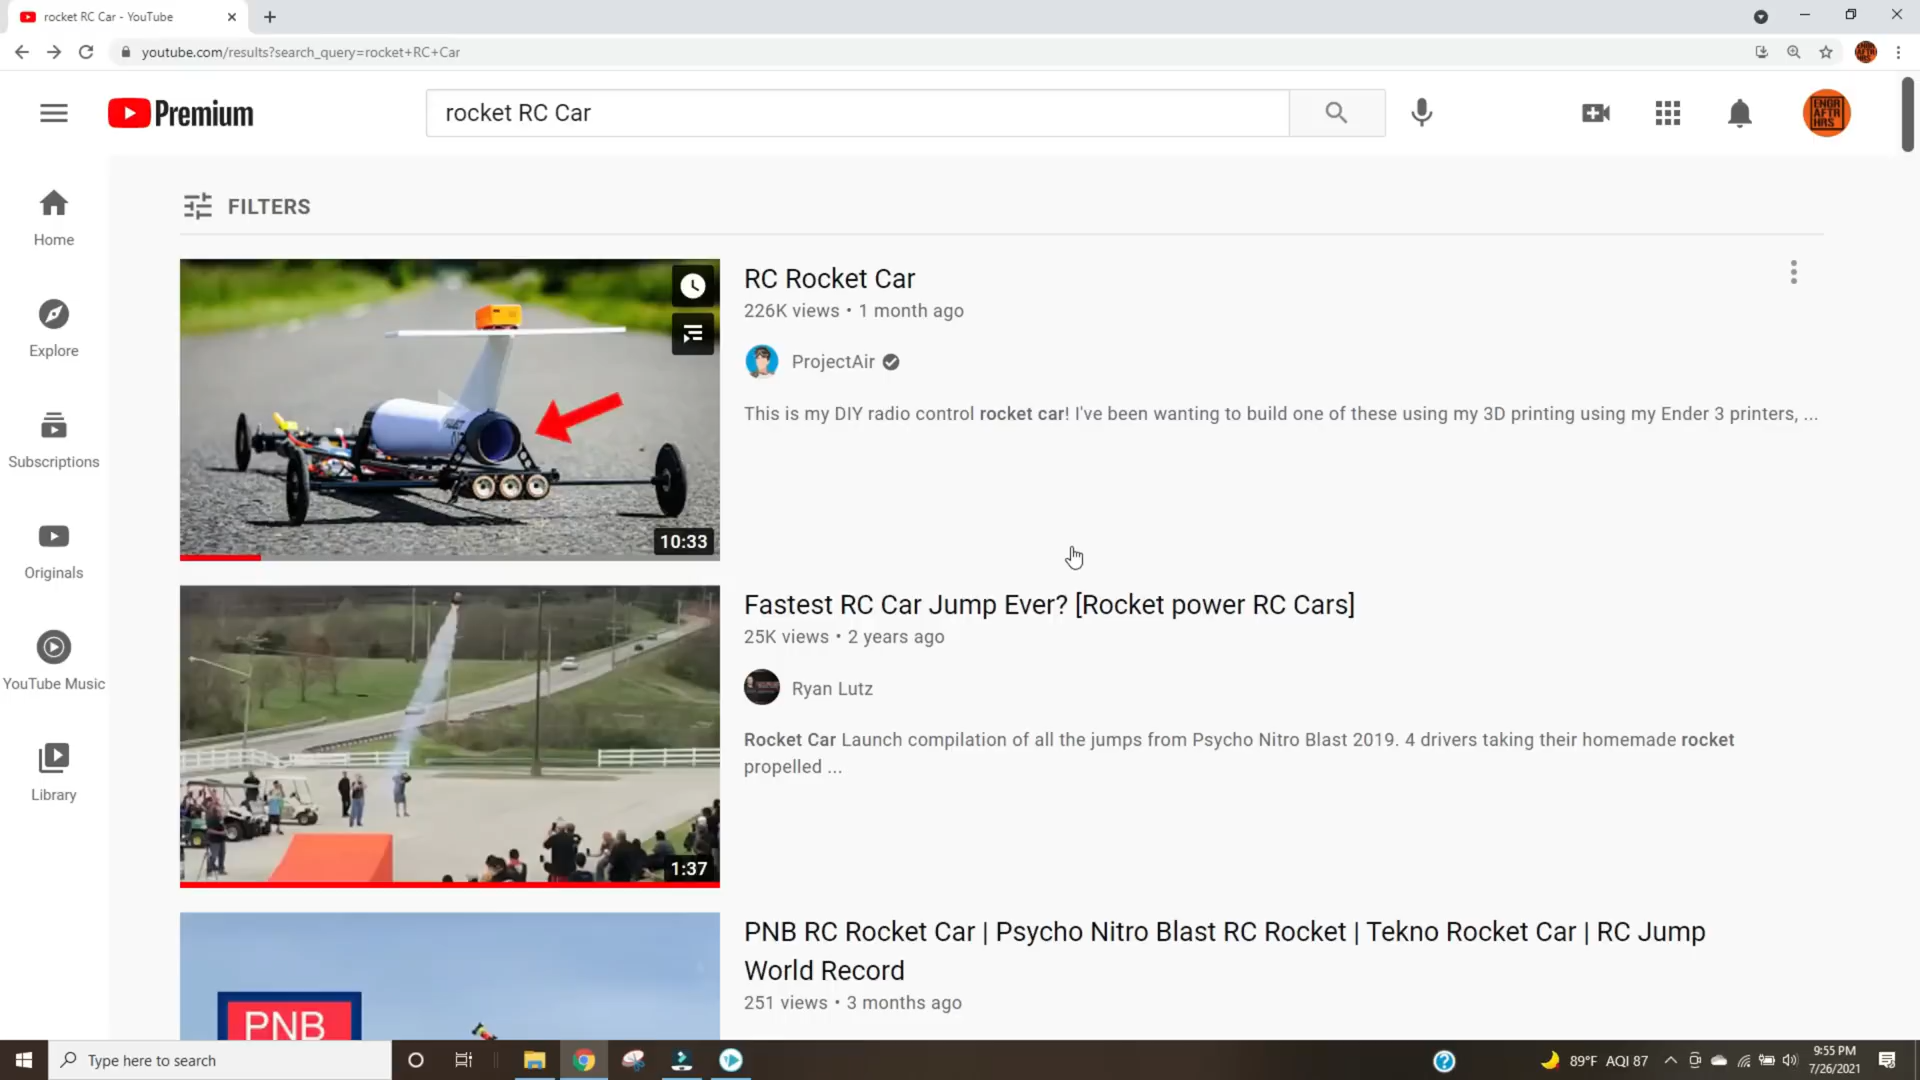 rocket RC Car - YouTube
youtube.com/results?search_query=rocket+RC+Car
Premium
rocket RC Car
ENGR
AFTR
HRS
FILTERS
Home
Explore
Subscriptions
Originals
YouTube Music
Library
10:33
RC Rocket Car
226K views • 1 month ago
ProjectAir
This is my DIY radio control rocket car! I've been wanting to build one of these using my 3D printing using my Ender 3 printers, ...
1:37
Fastest RC Car Jump Ever? [Rocket power RC Cars]
25K views • 2 years ago
Ryan Lutz
Rocket Car Launch compilation of all the jumps from Psycho Nitro Blast 2019. 4 drivers taking their homemade rocket
propelled ...
PNB
PNB RC Rocket Car | Psycho Nitro Blast RC Rocket | Tekno Rocket Car | RC Jump
World Record
251 views • 3 months ago
Type here to search
89°F AQI 87
9:55 PM
7/26/2021